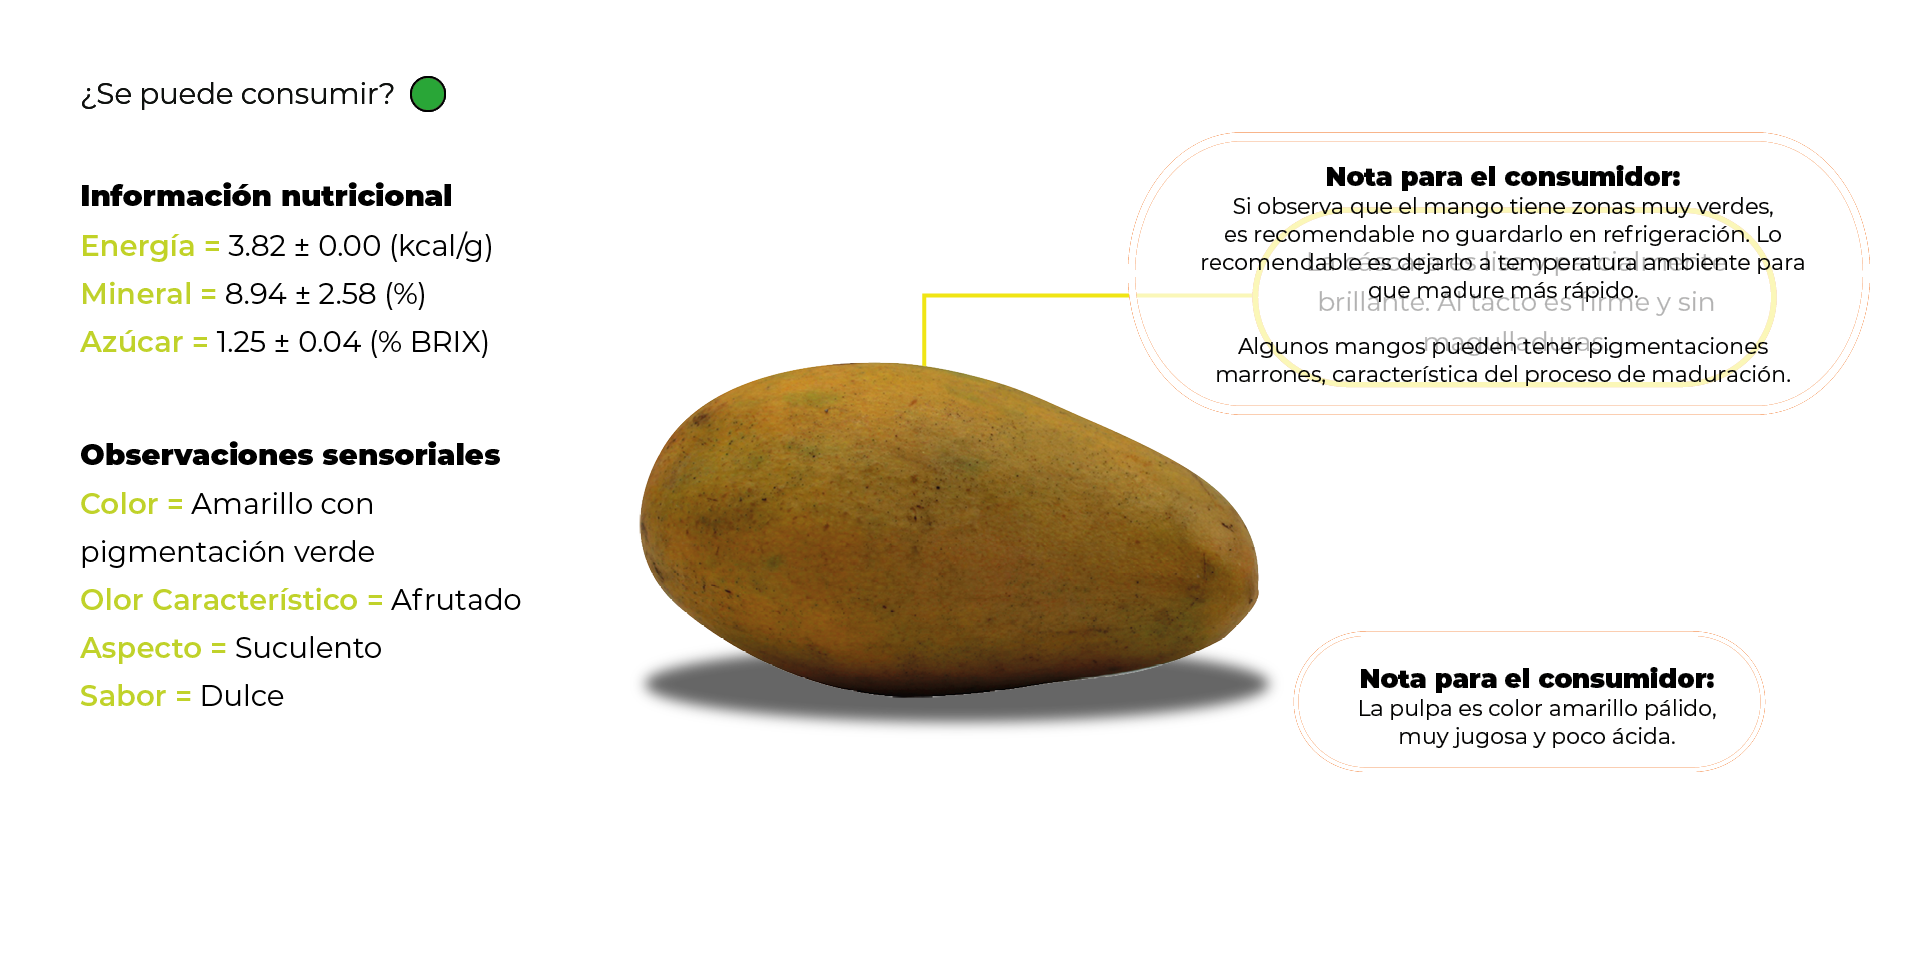 ¿Se puede consumir?
Información nutricional
Energía = 3.82 ± 0.00 (kcal/g)
Mineral = 8.94 ± 2.58 (%)
Azúcar = 1.25 ± 0.04 (% BRIX)
Observaciones sensoriales
Color = Amarillo con
pigmentación verde
Olor Característico = Afrutado
Aspecto = Suculento
Sabor = Dulce
Nota para el consumidor:
Si observa que el mango tiene zonas muy verdes,
es recomendable no guardarlo en refrigeración. Lo
recomendable es dejarlo a temperatura ambiente para
que madure más rápido.
Algunos mangos pueden tener pigmentaciones
marrones, característica del proceso de maduración.
La cáscara es lisa y parcialmente
brillante. Al tacto es firme y sin
magulladuras.
Nota para el consumidor:
La pulpa es color amarillo pálido,
muy jugosa y poco ácida.